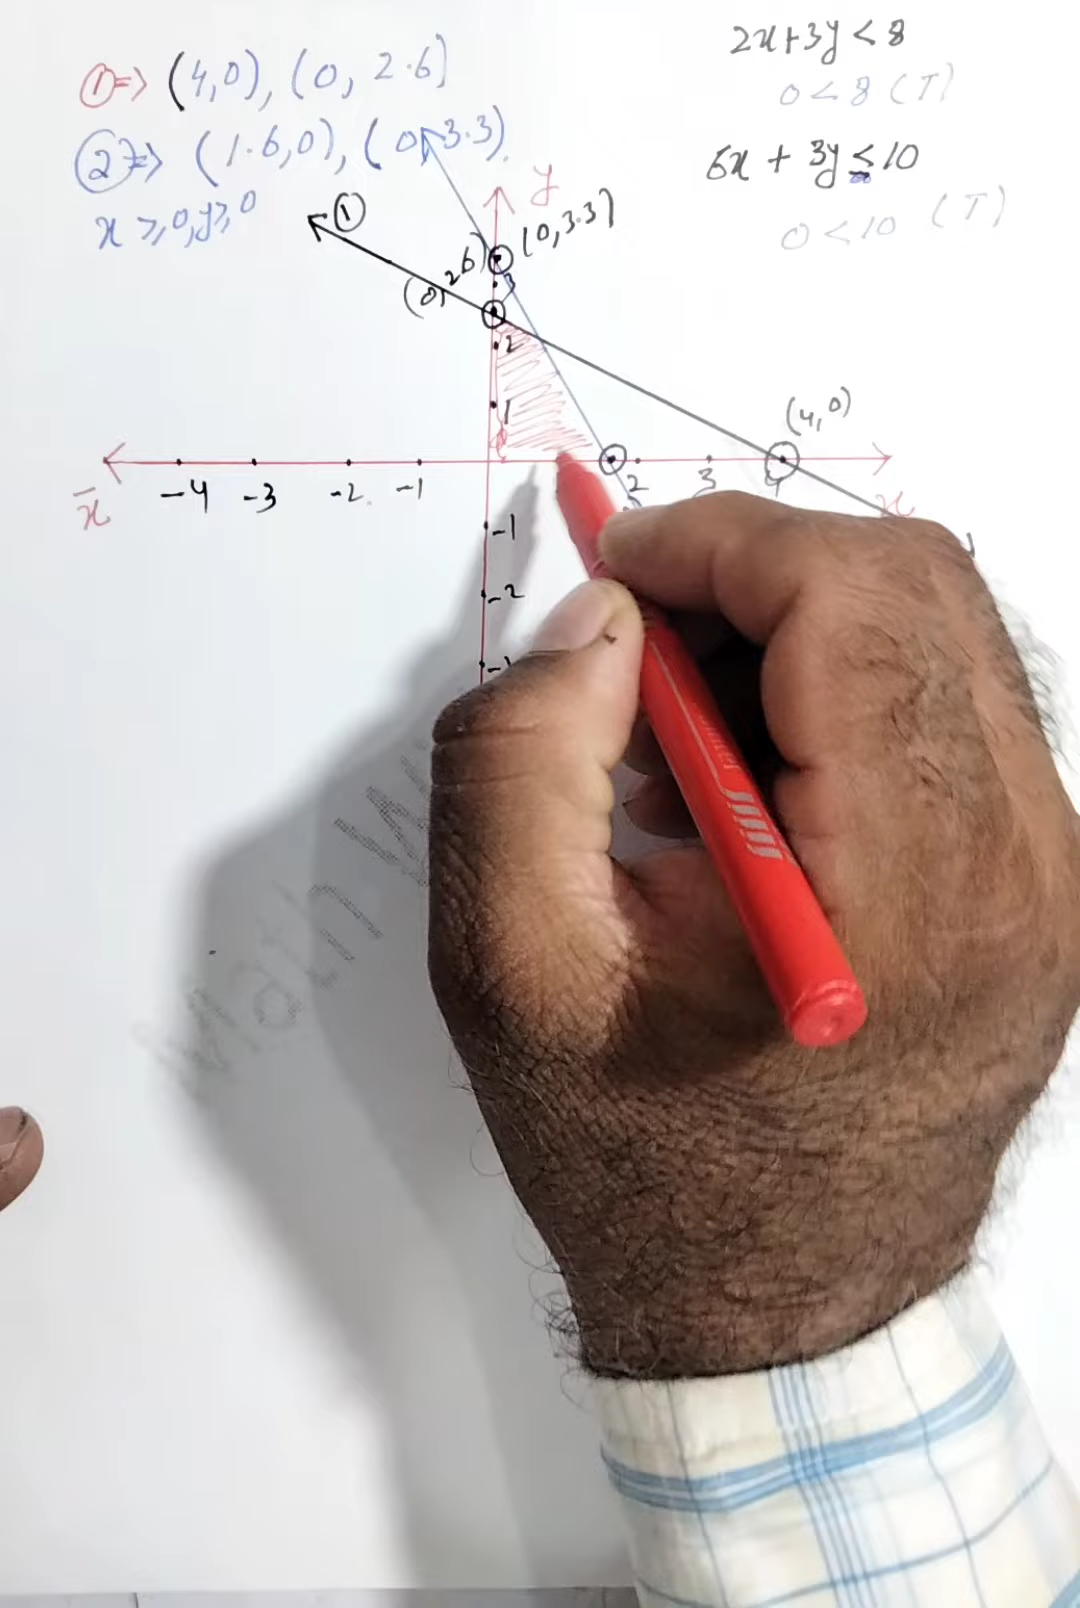 ①=> (4,0), (0, 2.6)
②=> (1.6,0), (0, 3.3).
x ⩾ 0, y ⩾ 0
2x+3y < 8
0 < 8 (T)
6x + 3y ≤ 10
0 < 10 (T)
①
y
(0, 3.3)
(0, 2.6)
3
2
1
(4,0)
x̄
-4 -3 -2 -1
2 3 4
x
-1
-2
Math